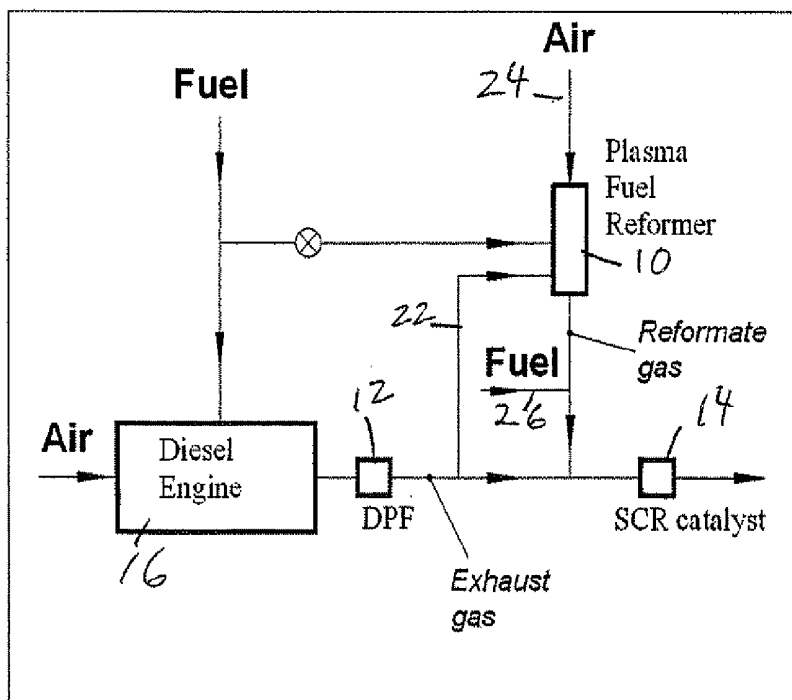 Air
24
Fuel
Plasma
Fuel
Reformer
10
22
Reformate
gas
Fuel
26
12
14
Air
Diesel
Engine
DPF
SCR catalyst
16
Exhaust
gas